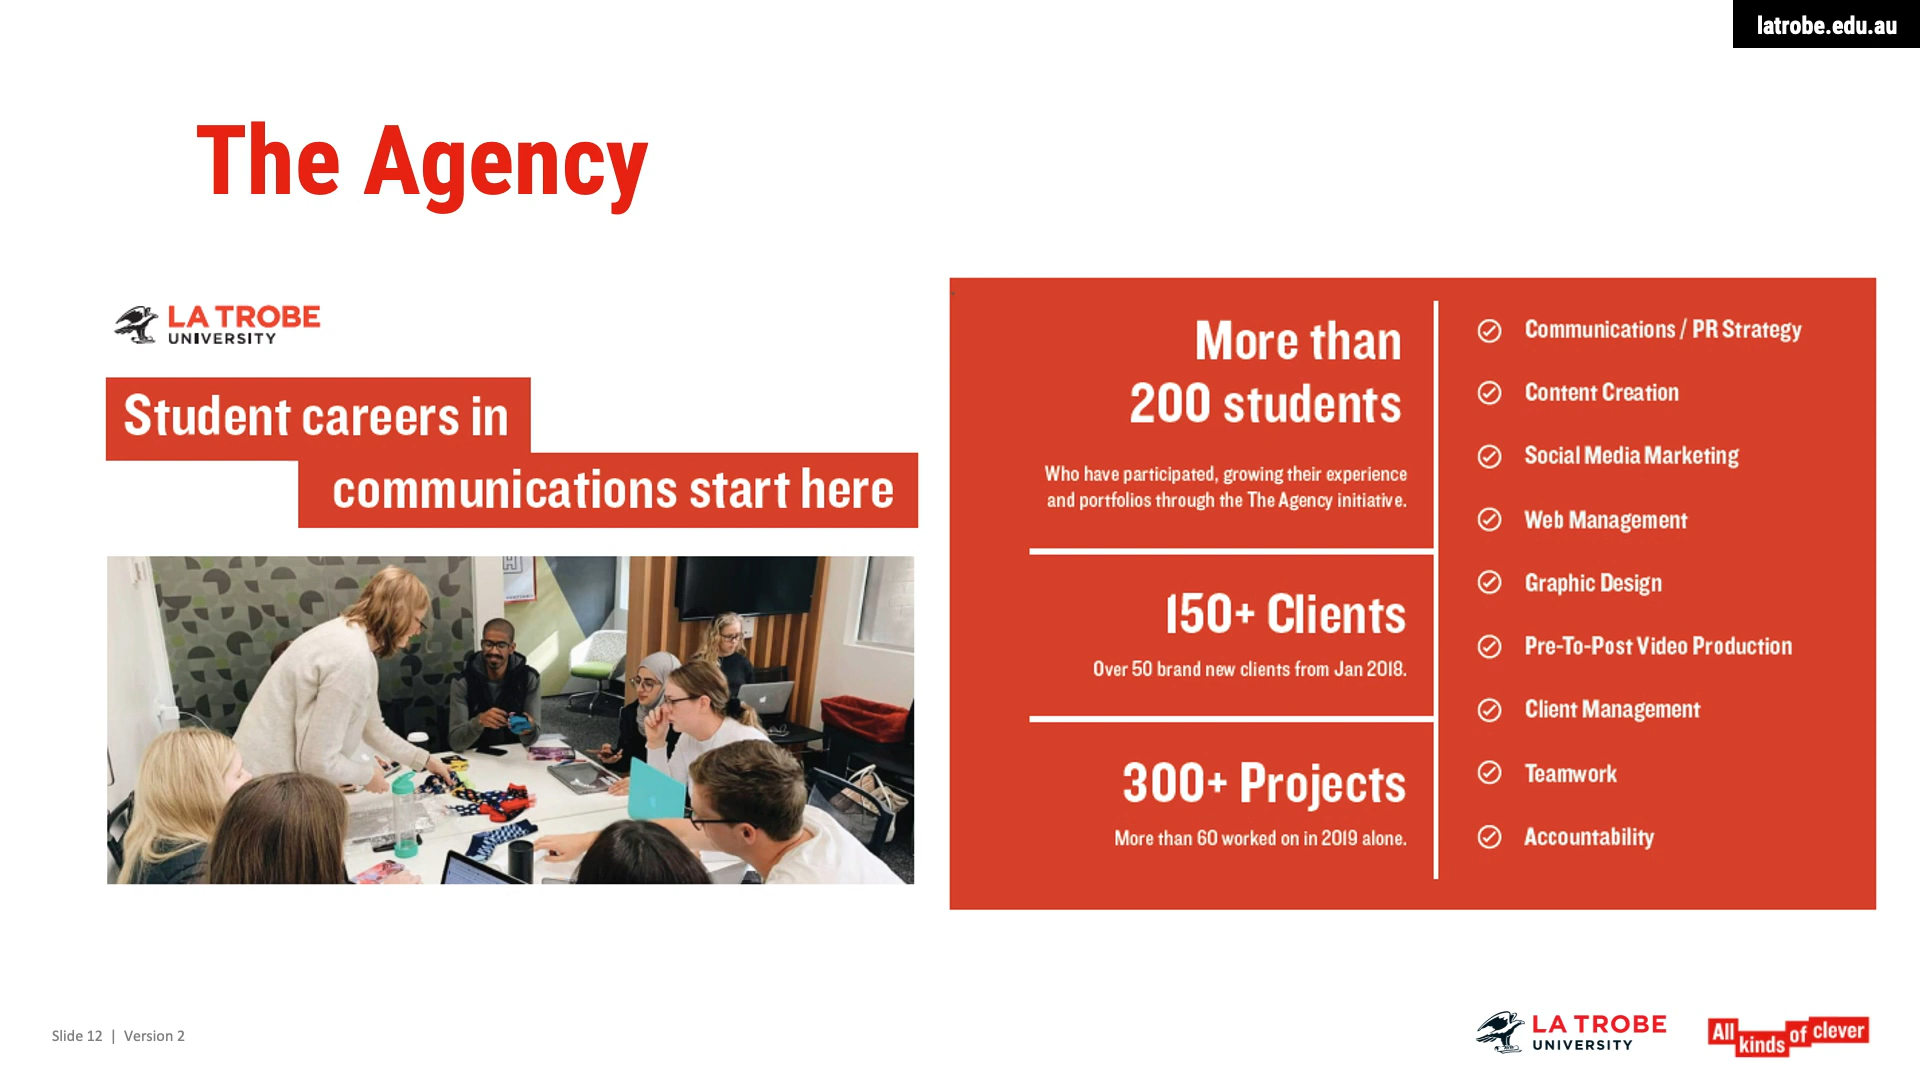 latrobe.edu.au
The Agency
LA TROBE
UNIVERSITY
Student careers in
communications start here
More than
200 students
Who have participated, growing their experience
and portfolios through the The Agency initiative.
150+ Clients
Over 50 brand new clients from Jan 2018.
300+ Projects
More than 60 worked on in 2019 alone.
Communications / PR Strategy
Content Creation
Social Media Marketing
Web Management
Graphic Design
Pre-To-Post Video Production
Client Management
Teamwork
Accountability
Slide 12 | Version 2
LA TROBE
UNIVERSITY
All kinds of clever